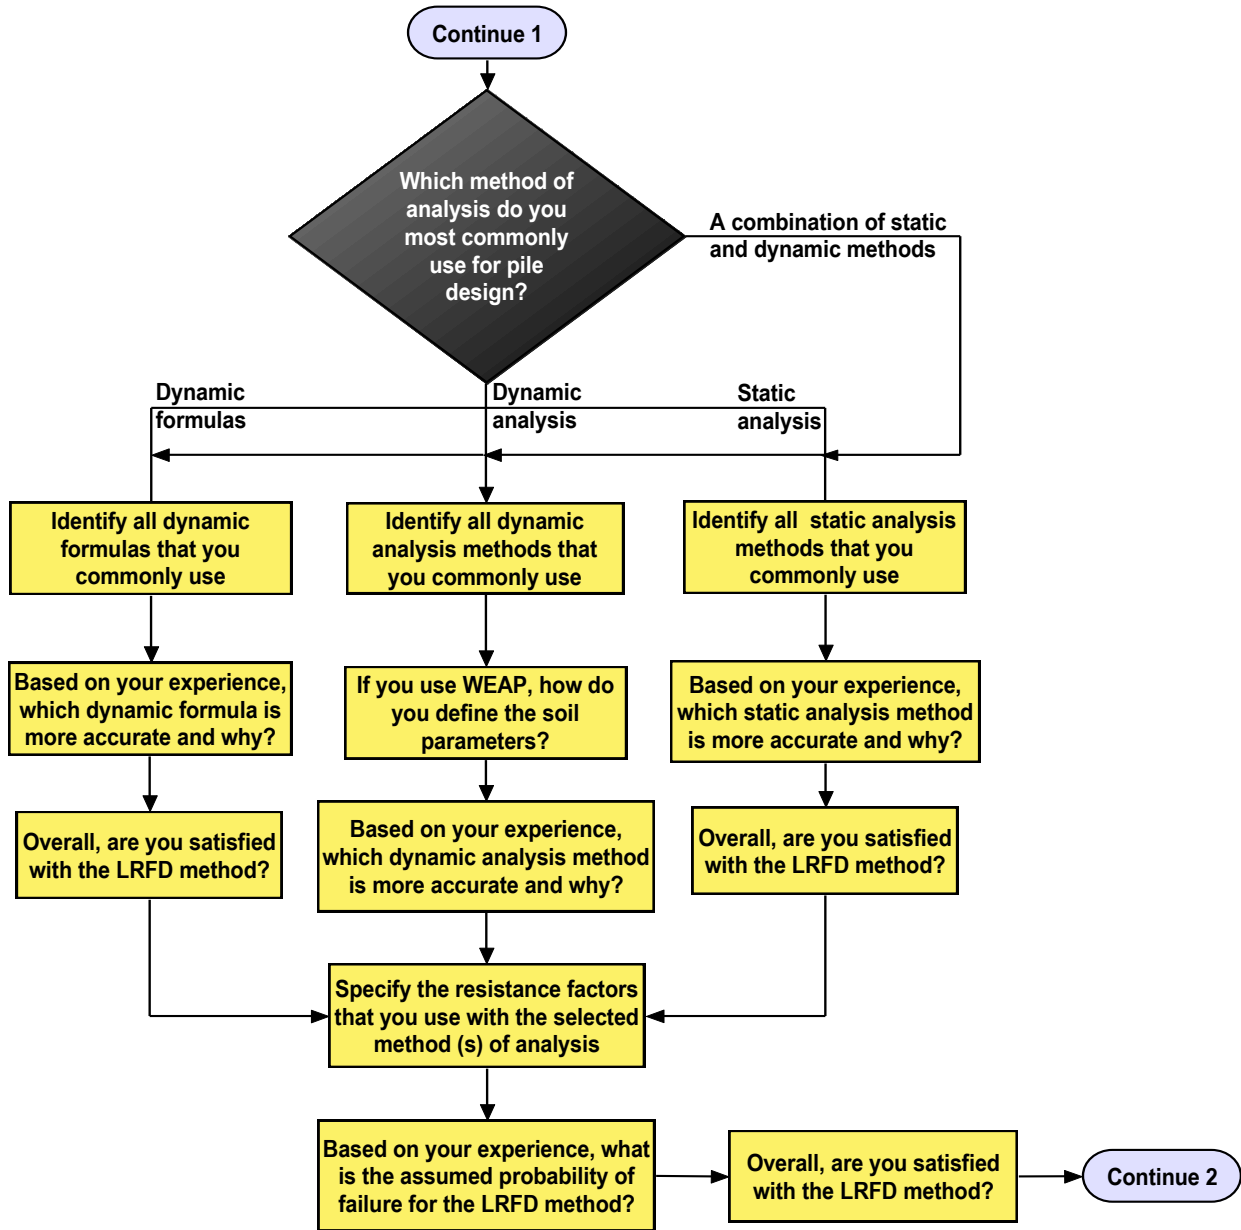 Continue 1
Which method of
analysis do you
most commonly
use for pile
design?
A combination of static
and dynamic methods
Dynamic
formulas
Dynamic
analysis
Static
analysis
Identify all dynamic
formulas that you
commonly use
Identify all dynamic
analysis methods that
you commonly use
Identify all static analysis
methods that you
commonly use
Based on your experience,
which dynamic formula is
more accurate and why?
If you use WEAP, how do
you define the soil
parameters?
Based on your experience,
which static analysis method
is more accurate and why?
Overall, are you satisfied
with the LRFD method?
Based on your experience,
which dynamic analysis method
is more accurate and why?
Overall, are you satisfied
with the LRFD method?
Specify the resistance factors
that you use with the selected
method (s) of analysis
Based on your experience, what
is the assumed probability of
failure for the LRFD method?
Overall, are you satisfied
with the LRFD method?
Continue 2